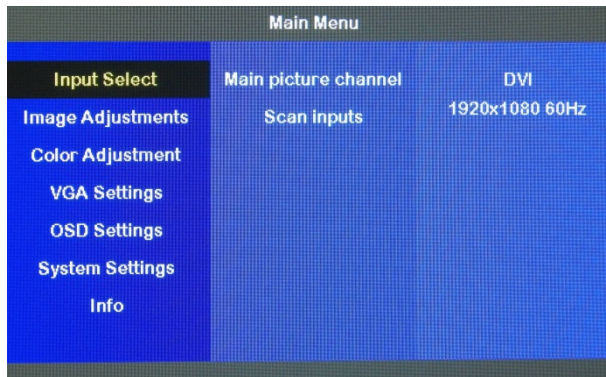 Main Menu
Input Select
Image Adjustments
Color Adjustment
VGA Settings
OSD Settings
System Settings
Info
Main picture channel
Scan inputs
DVI
1920x1080 60Hz